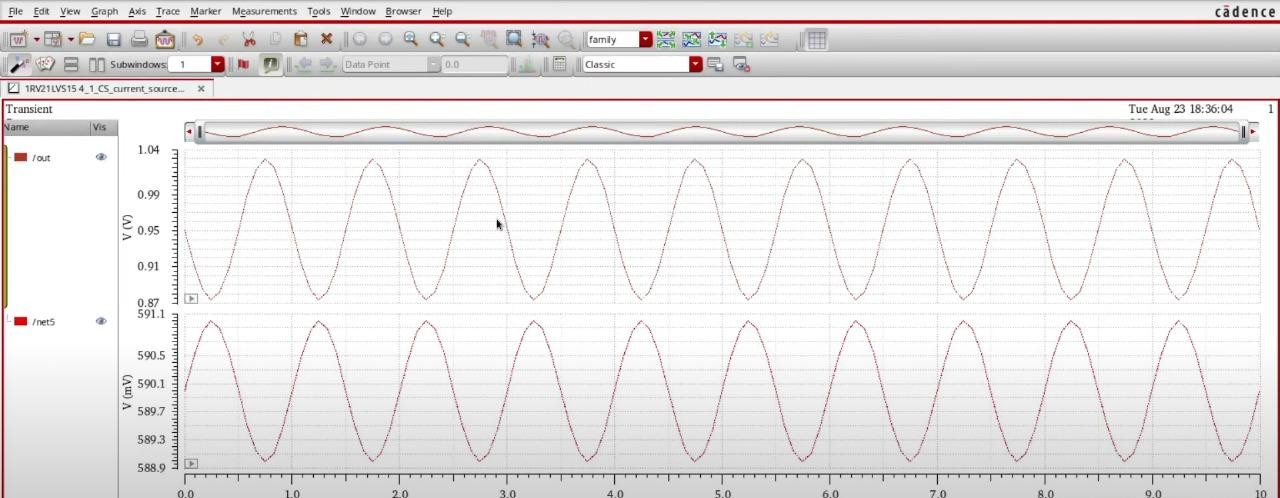 File Edit View Graph Axis Trace Marker Measurements Tools Window Browser Help
cādence
family
Subwindows: 1
Data Point
0.0
Classic
1RV21LVS15 4_1_CS_current_source...
Transient
Tue Aug 23 18:36:04
1
Name Vis
/out
V (V)
1.04
0.99
0.95
0.91
0.87
/net5
V (mV)
591.1
590.5
590.1
589.7
589.3
588.9
0.0 1.0 2.0 3.0 4.0 5.0 6.0 7.0 8.0 9.0 10